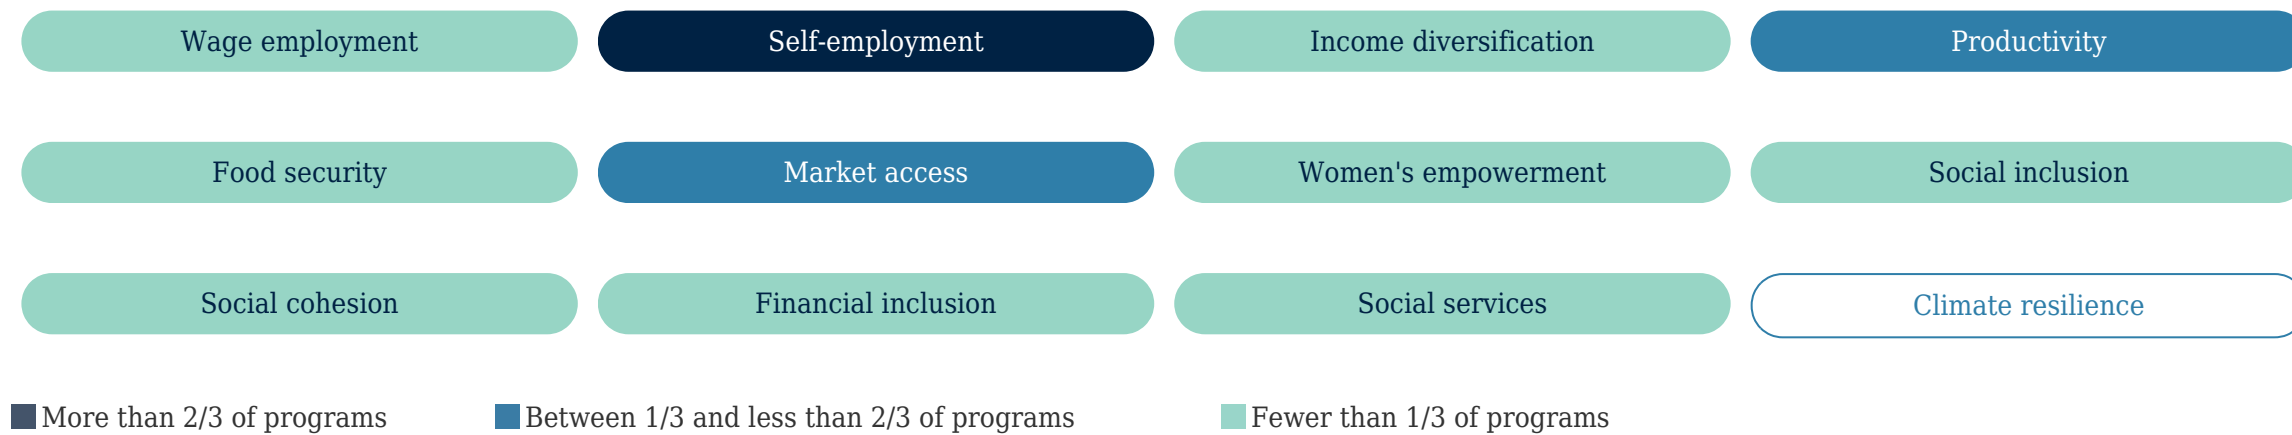 Wage employment
Self-employment
Income diversification
Productivity
Food security
Market access
Women's empowerment
Social inclusion
Social cohesion
Financial inclusion
Social services
Climate resilience
More than 2/3 of programs
Between 1/3 and less than 2/3 of programs
Fewer than 1/3 of programs